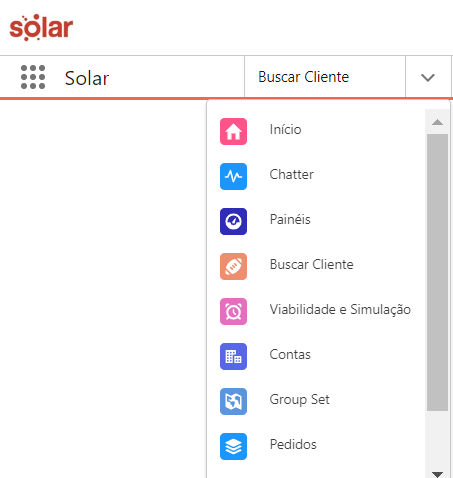 solar
Solar
Buscar Cliente
Início
Chatter
Painéis
Buscar Cliente
Viabilidade e Simulação
Contas
Group Set
Pedidos